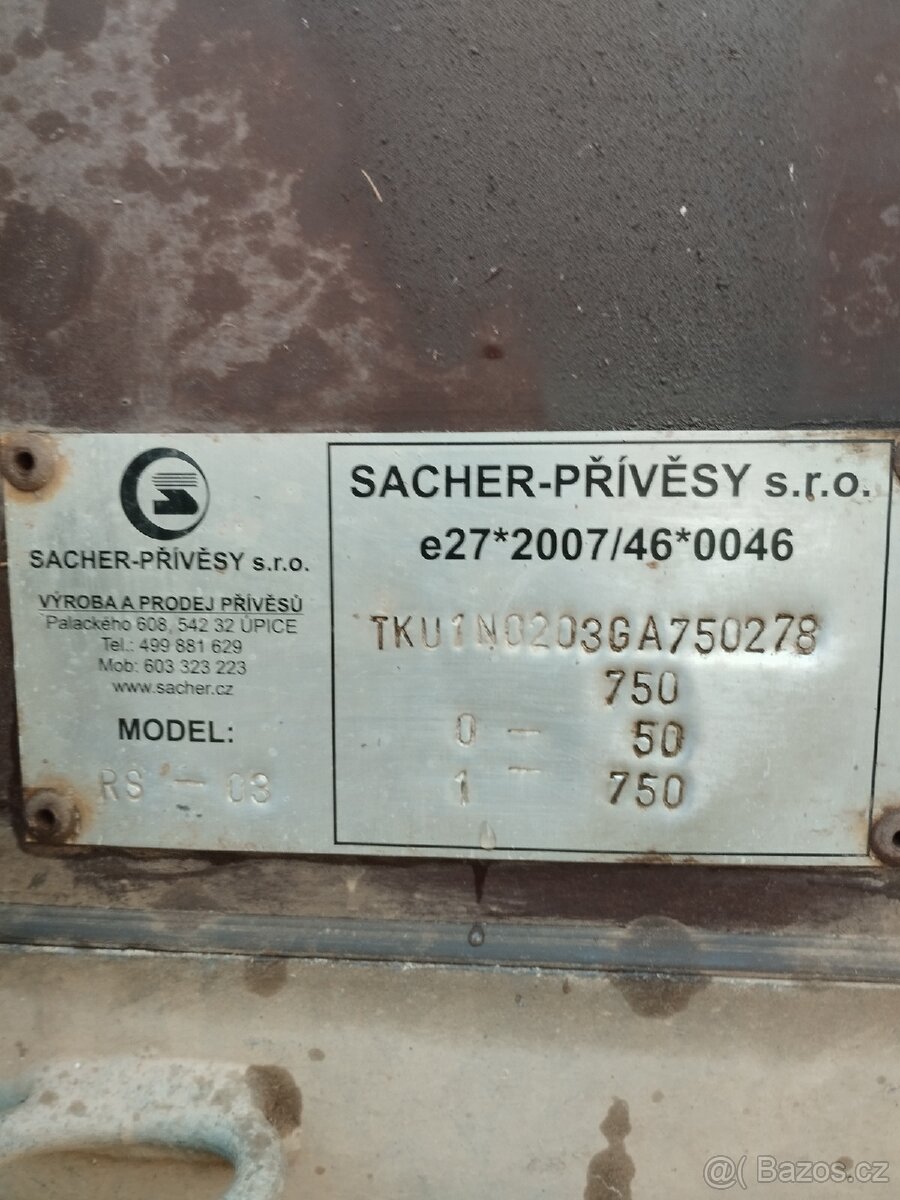 SACHER-PŘÍVĚSY s.r.o.
VÝROBA A PRODEJ PŘÍVĚSŮ
Palackého 608, 542 32 ÚPICE
Tel.: 499 881 629
Mob: 603 323 223
www.sacher.cz
MODEL:
RS - 03
SACHER-PŘÍVĚSY s.r.o.
e27*2007/46*0046
TKU1N0203GA750278
750
0 - 50
1 - 750
@( Bazos.cz